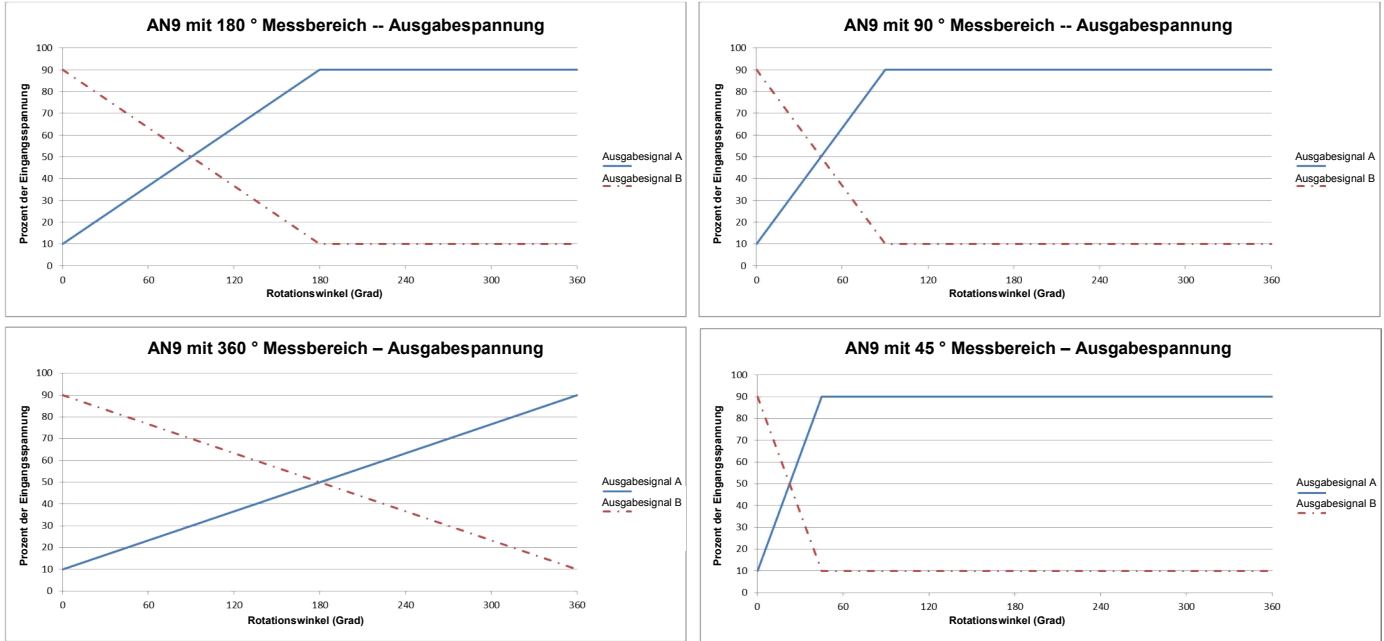 AN9 mit 180 ° Messbereich -- Ausgabespannung
Prozent der Eingangsspannung
100
90
80
70
60
50
40
30
20
10
0
0 60 120 180 240 300 360
Rotationswinkel (Grad)
Ausgabesignal A
Ausgabesignal B
AN9 mit 90 ° Messbereich -- Ausgabespannung
Prozent der Eingangsspannung
100
90
80
70
60
50
40
30
20
10
0
0 60 120 180 240 300 360
Rotationswinkel (Grad)
Ausgabesignal A
Ausgabesignal B
AN9 mit 360 ° Messbereich – Ausgabespannung
Prozent der Eingangsspannung
100
90
80
70
60
50
40
30
20
10
0
0 60 120 180 240 300 360
Rotationswinkel (Grad)
Ausgabesignal A
Ausgabesignal B
AN9 mit 45 ° Messbereich – Ausgabespannung
Prozent der Eingangsspannung
100
90
80
70
60
50
40
30
20
10
0
0 60 120 180 240 300 360
Rotationswinkel (Grad)
Ausgabesignal A
Ausgabesignal B